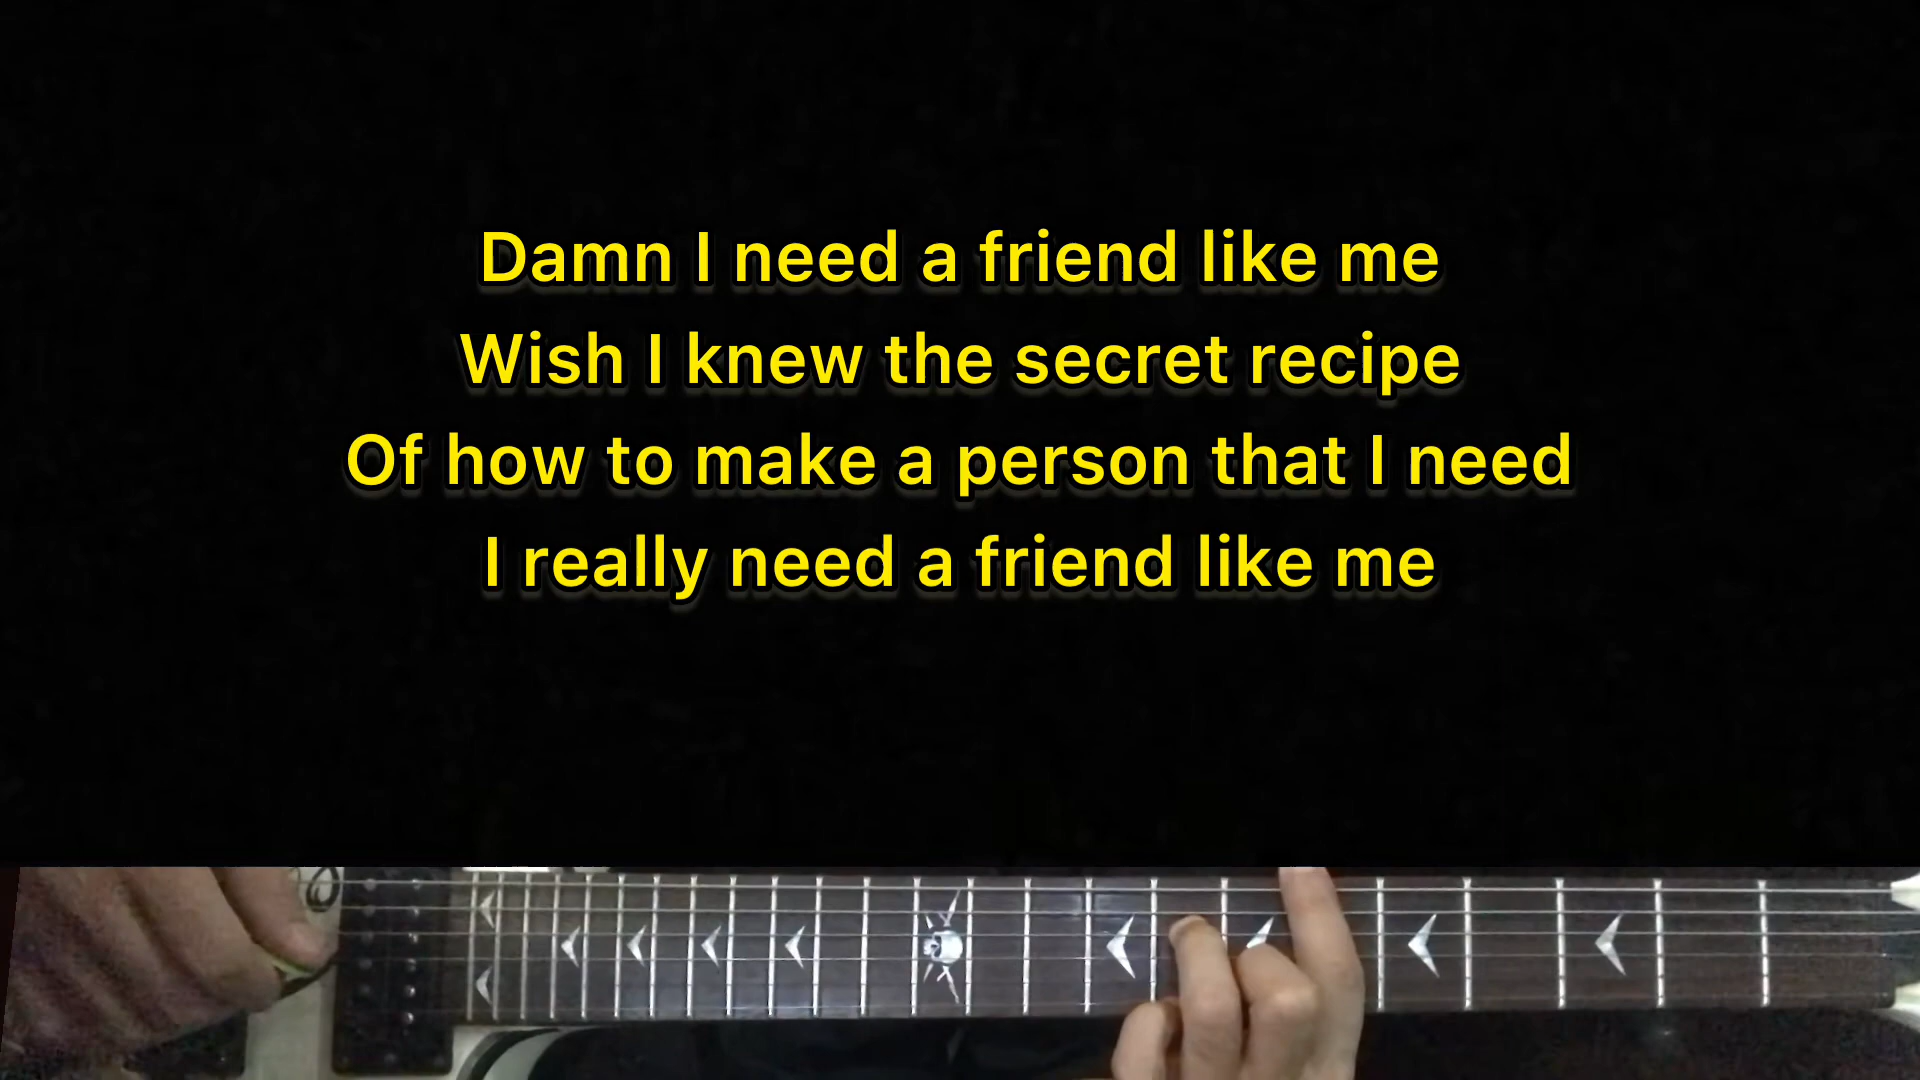 Damn I need a friend like me
Wish I knew the secret recipe
Of how to make a person that I need
I really need a friend like me